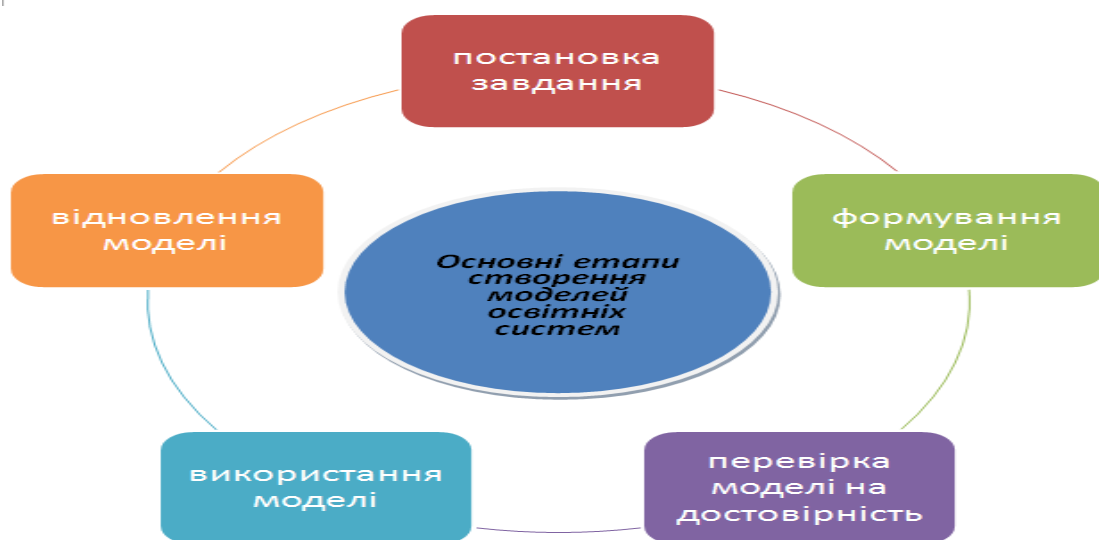 постановка
завдання
відновлення
моделі
формування
моделі
Основні етапи
створення
моделей
освітніх
систем
використання
моделі
перевірка
моделі на
достовірність